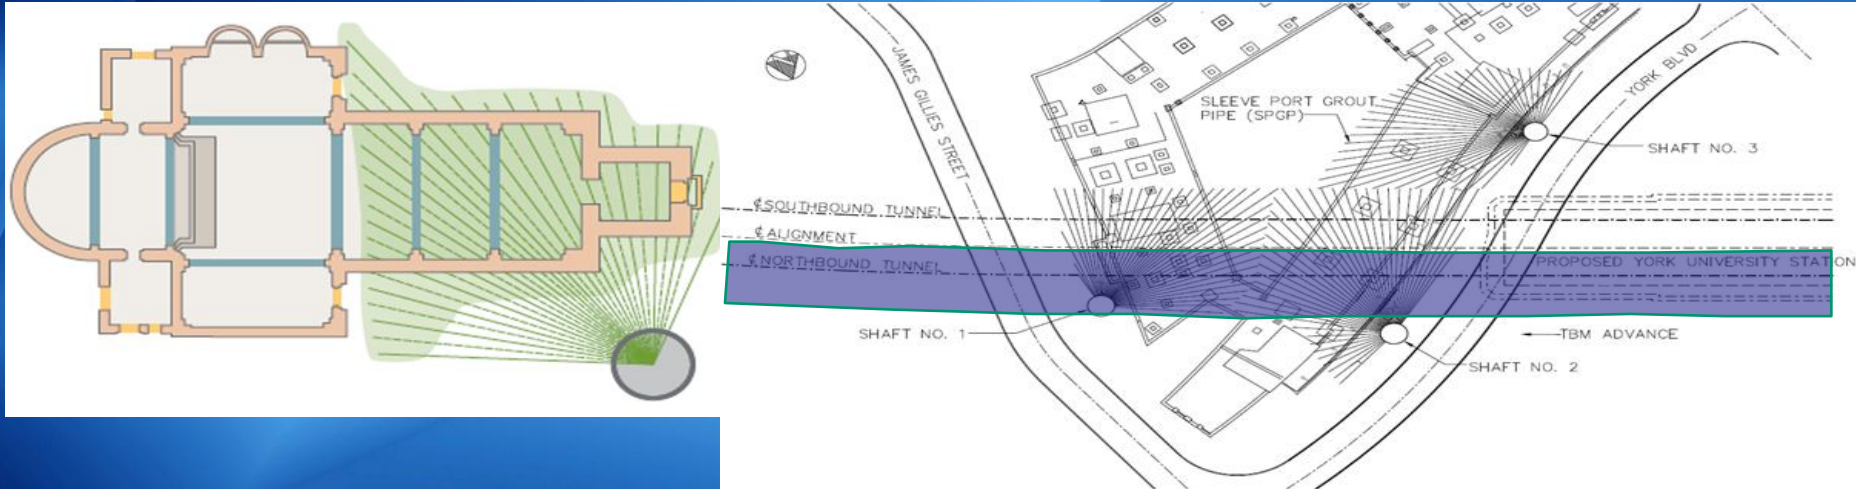 JAMES GILLIES STREET
YORK BLVD
SLEEVE PORT GROUT
PIPE (SPGP)
SHAFT NO. 3
℄SOUTHBOUND TUNNEL
℄ALIGNMENT
℄NORTHBOUND TUNNEL
PROPOSED YORK UNIVERSITY STATION
SHAFT NO. 1
TBM ADVANCE
SHAFT NO. 2